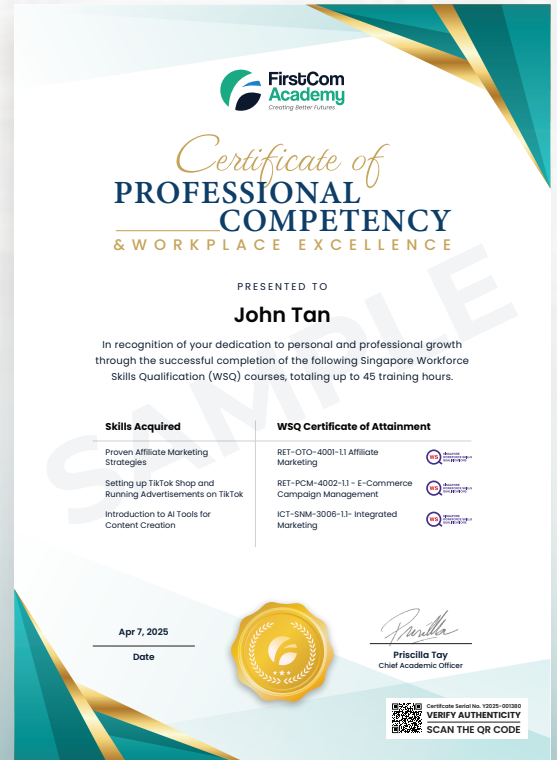 FirstCom
Academy
Creating Better Futures
Certificate of
PROFESSIONAL
COMPETENCY
& WORKPLACE EXCELLENCE
PRESENTED TO
John Tan
In recognition of your dedication to personal and professional growth
through the successful completion of the following Singapore Workforce
Skills Qualification (WSQ) courses, totaling up to 45 training hours.
SAMPLE
Skills Acquired
WSQ Certificate of Attainment
Proven Affiliate Marketing
Strategies
RET-OTO-4001-1.1 Affiliate
Marketing
Setting up TikTok Shop and
Running Advertisements on TikTok
RET-PCM-4002-1.1 - E-Commerce
Campaign Management
Introduction to AI Tools for
Content Creation
ICT-SNM-3006-1.1- Integrated
Marketing
Apr 7, 2025
Date
Priscilla Tay
Chief Academic Officer
Certifcate Serial No. Y2025-001380
VERIFY AUTHENTICITY
SCAN THE QR CODE